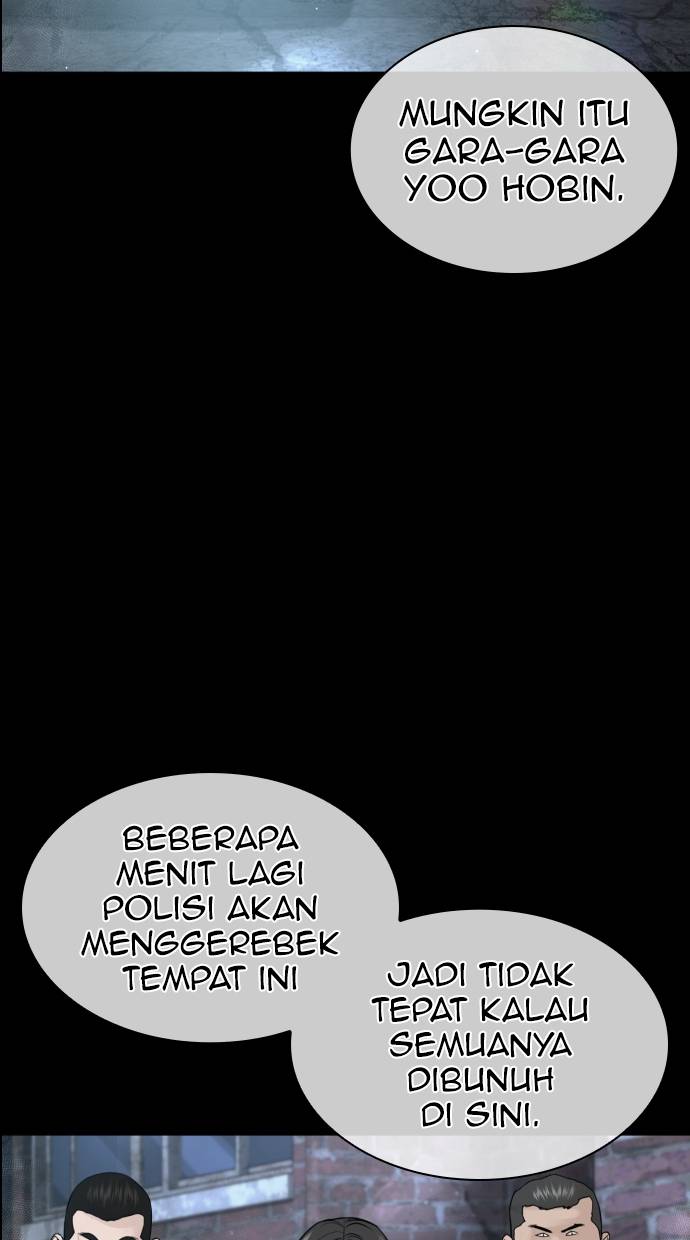 MUNGKIN ITU
GARA-GARA
YOO HOBIN.
BEBERAPA
MENIT LAGI
POLISI AKAN
MENGGEREBEK
TEMPAT INI
JADI TIDAK
TEPAT KALAU
SEMUANYA
DIBUNUH
DI SINI.